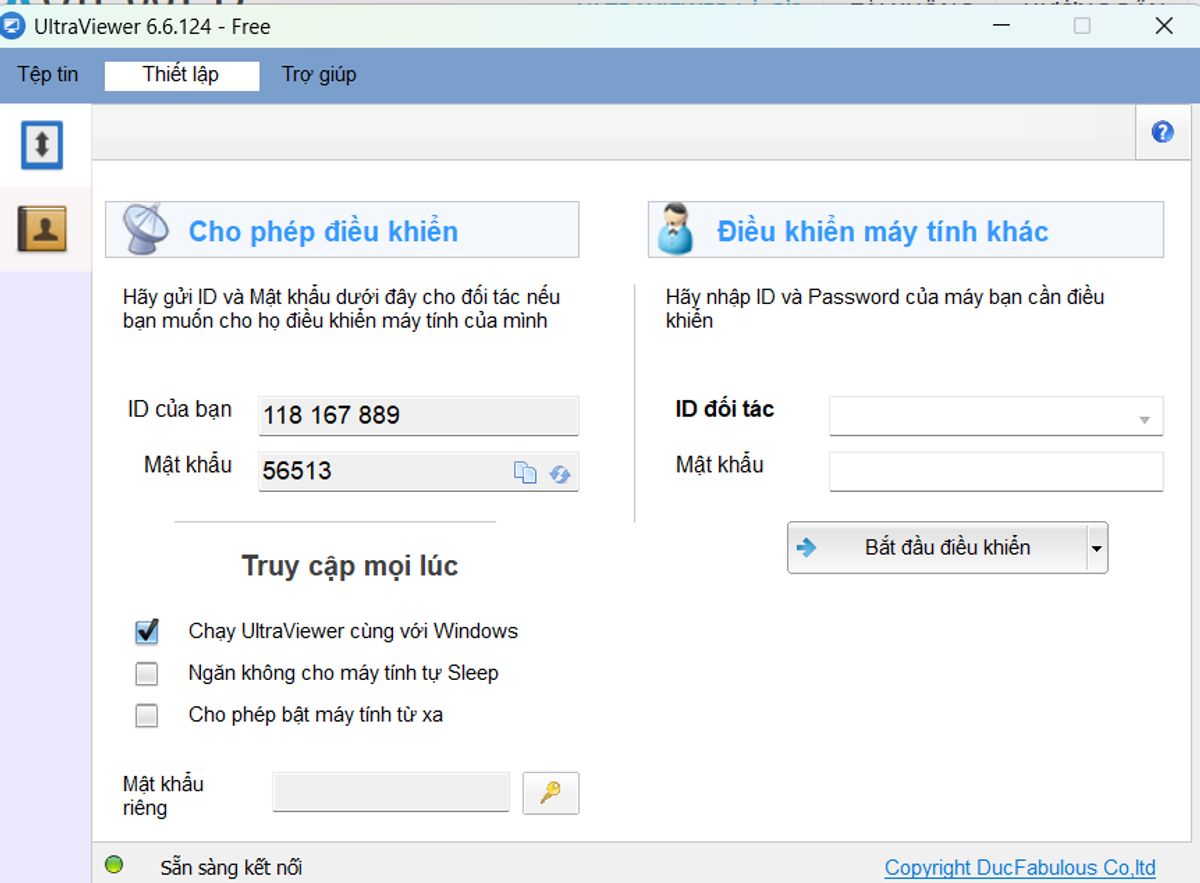 UltraViewer 6.6.124 - Free
Tệp tin
Thiết lập
Trợ giúp
Cho phép điều khiển
Hãy gửi ID và Mật khẩu dưới đây cho đối tác nếu
bạn muốn cho họ điều khiển máy tính của mình
ID của bạn
118 167 889
Mật khẩu
56513
Truy cập mọi lúc
Chạy UltraViewer cùng với Windows
Ngăn không cho máy tính tự Sleep
Cho phép bật máy tính từ xa
Mật khẩu
riêng
Điều khiển máy tính khác
Hãy nhập ID và Password của máy bạn cần điều
khiển
ID đối tác
Mật khẩu
Bắt đầu điều khiển
Sẵn sàng kết nối
Copyright DucFabulous Co,ltd